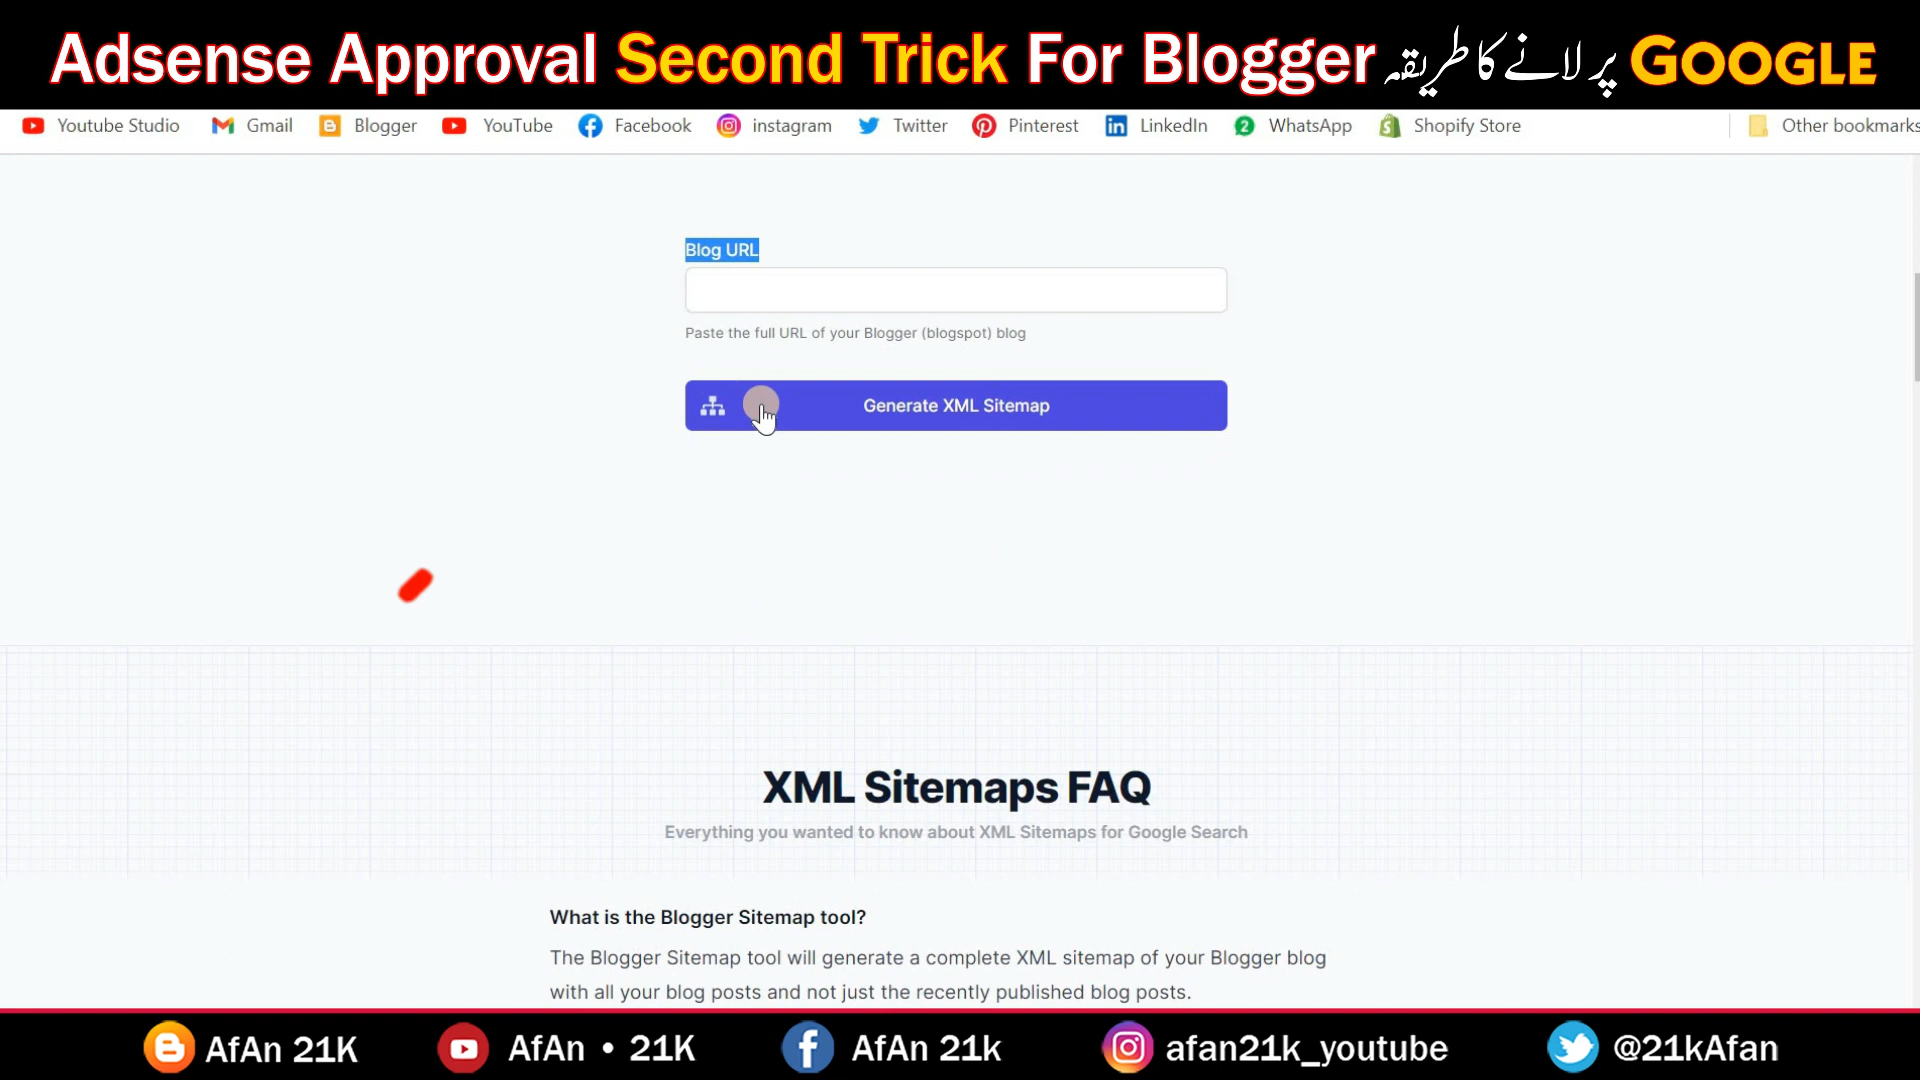 Adsense Approval Second Trick For Blogger پر لانے کا طریقہ GOOGLE
Youtube Studio Gmail Blogger YouTube Facebook instagram Twitter Pinterest LinkedIn 2 WhatsApp Shopify Store Other bookmarks
Blog URL
Paste the full URL of your Blogger (blogspot) blog
Generate XML Sitemap
XML Sitemaps FAQ
Everything you wanted to know about XML Sitemaps for Google Search
What is the Blogger Sitemap tool?
The Blogger Sitemap tool will generate a complete XML sitemap of your Blogger blog
with all your blog posts and not just the recently published blog posts.
AfAn 21K AfAn • 21K AfAn 21k afan21k_youtube @21kAfan